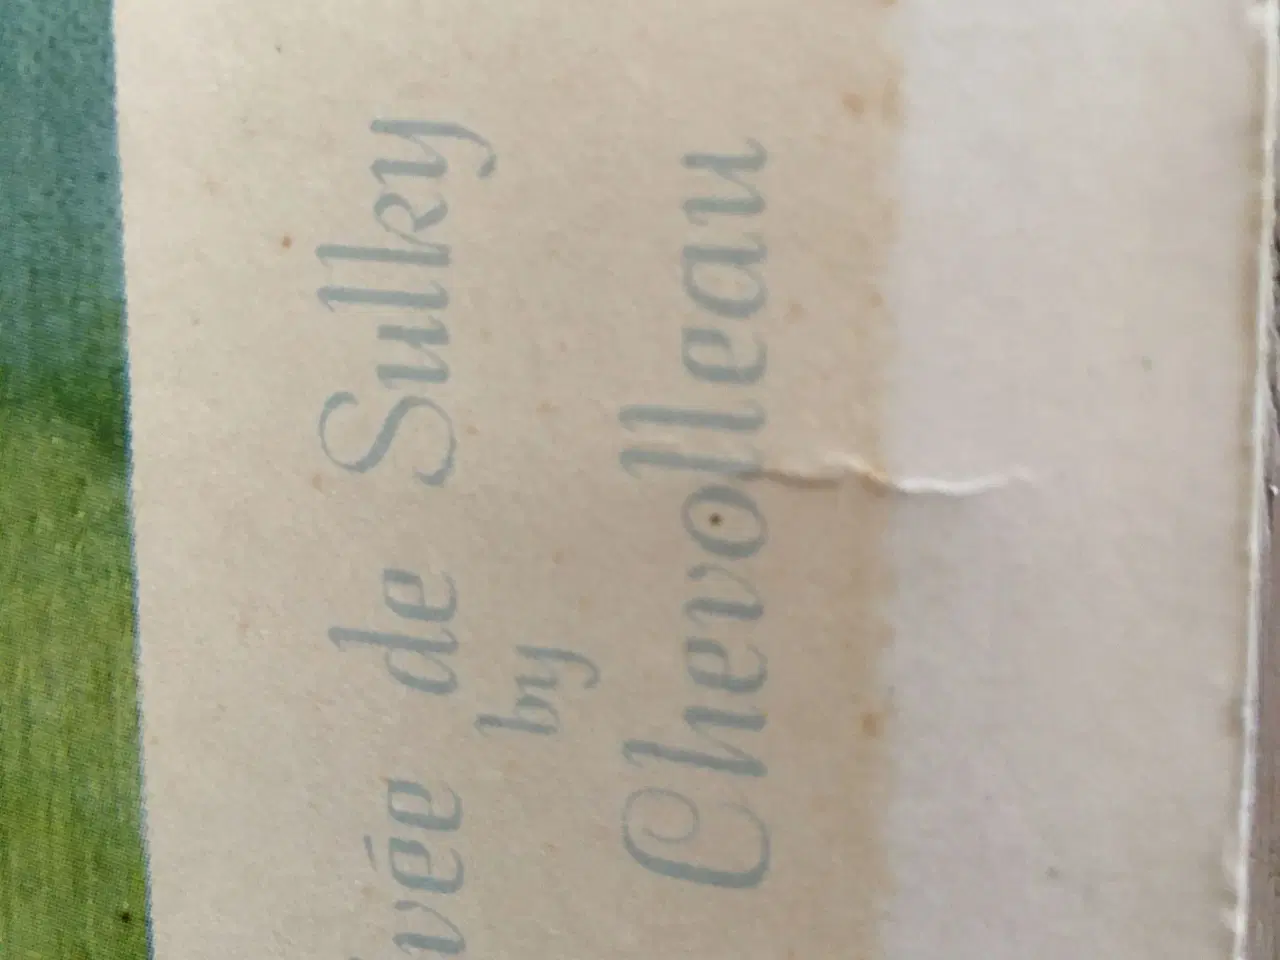 vée de Sulky
by
Chevolleau